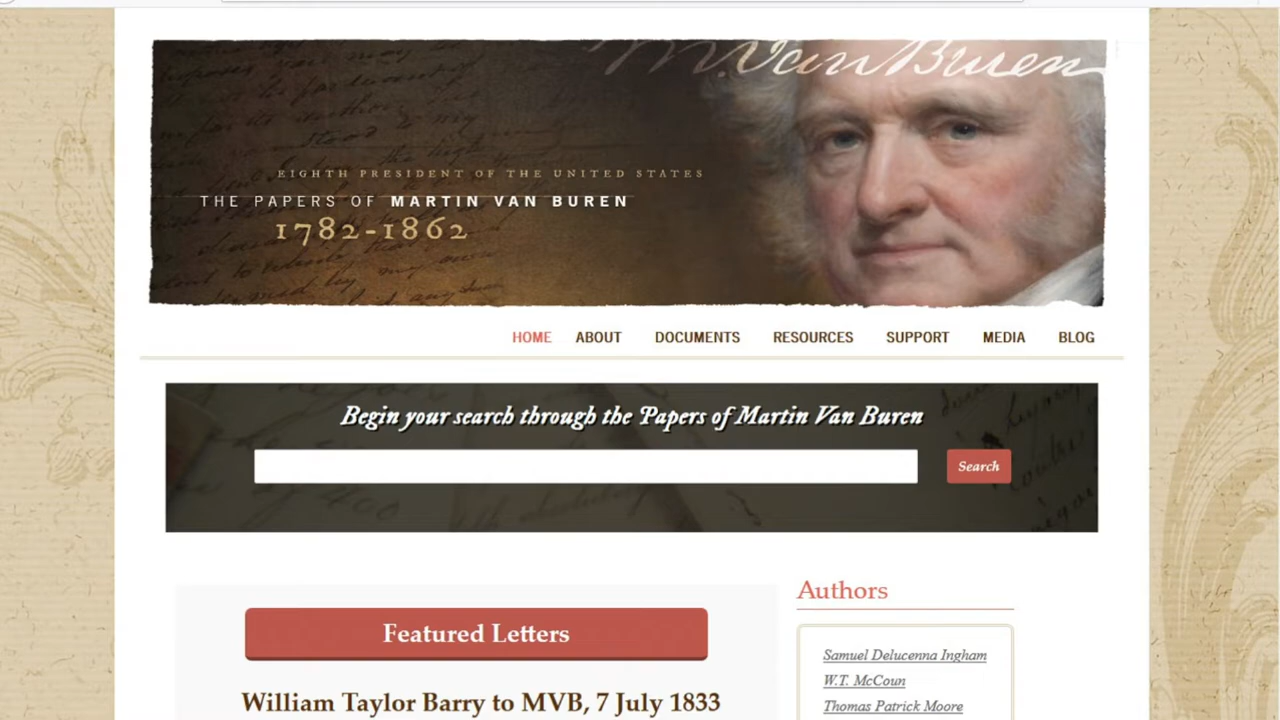 M. Van Buren
EIGHTH PRESIDENT OF THE UNITED STATES
THE PAPERS OF MARTIN VAN BUREN
1782-1862
HOME ABOUT DOCUMENTS RESOURCES SUPPORT MEDIA BLOG
Begin your search through the Papers of Martin Van Buren
Search
Featured Letters
William Taylor Barry to MVB, 7 July 1833
Authors
Samuel Delucenna Ingham
W.T. McCoun
Thomas Patrick Moore